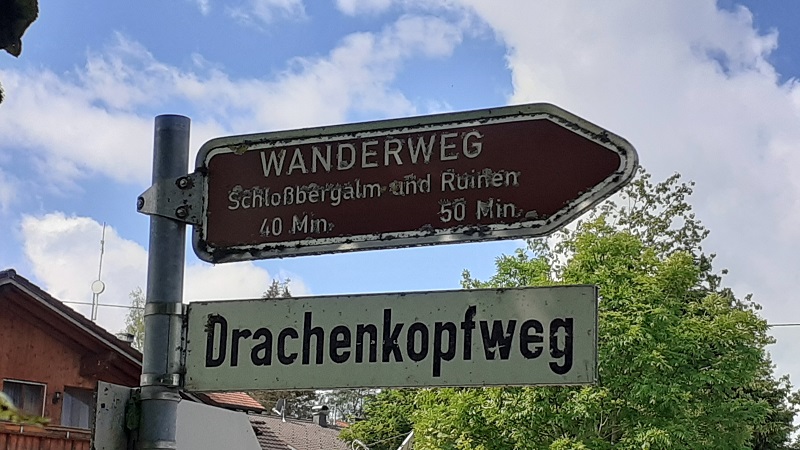 WANDERWEG
Schloßbergalm und Ruinen
40 Min. 50 Min.
Drachenkopfweg